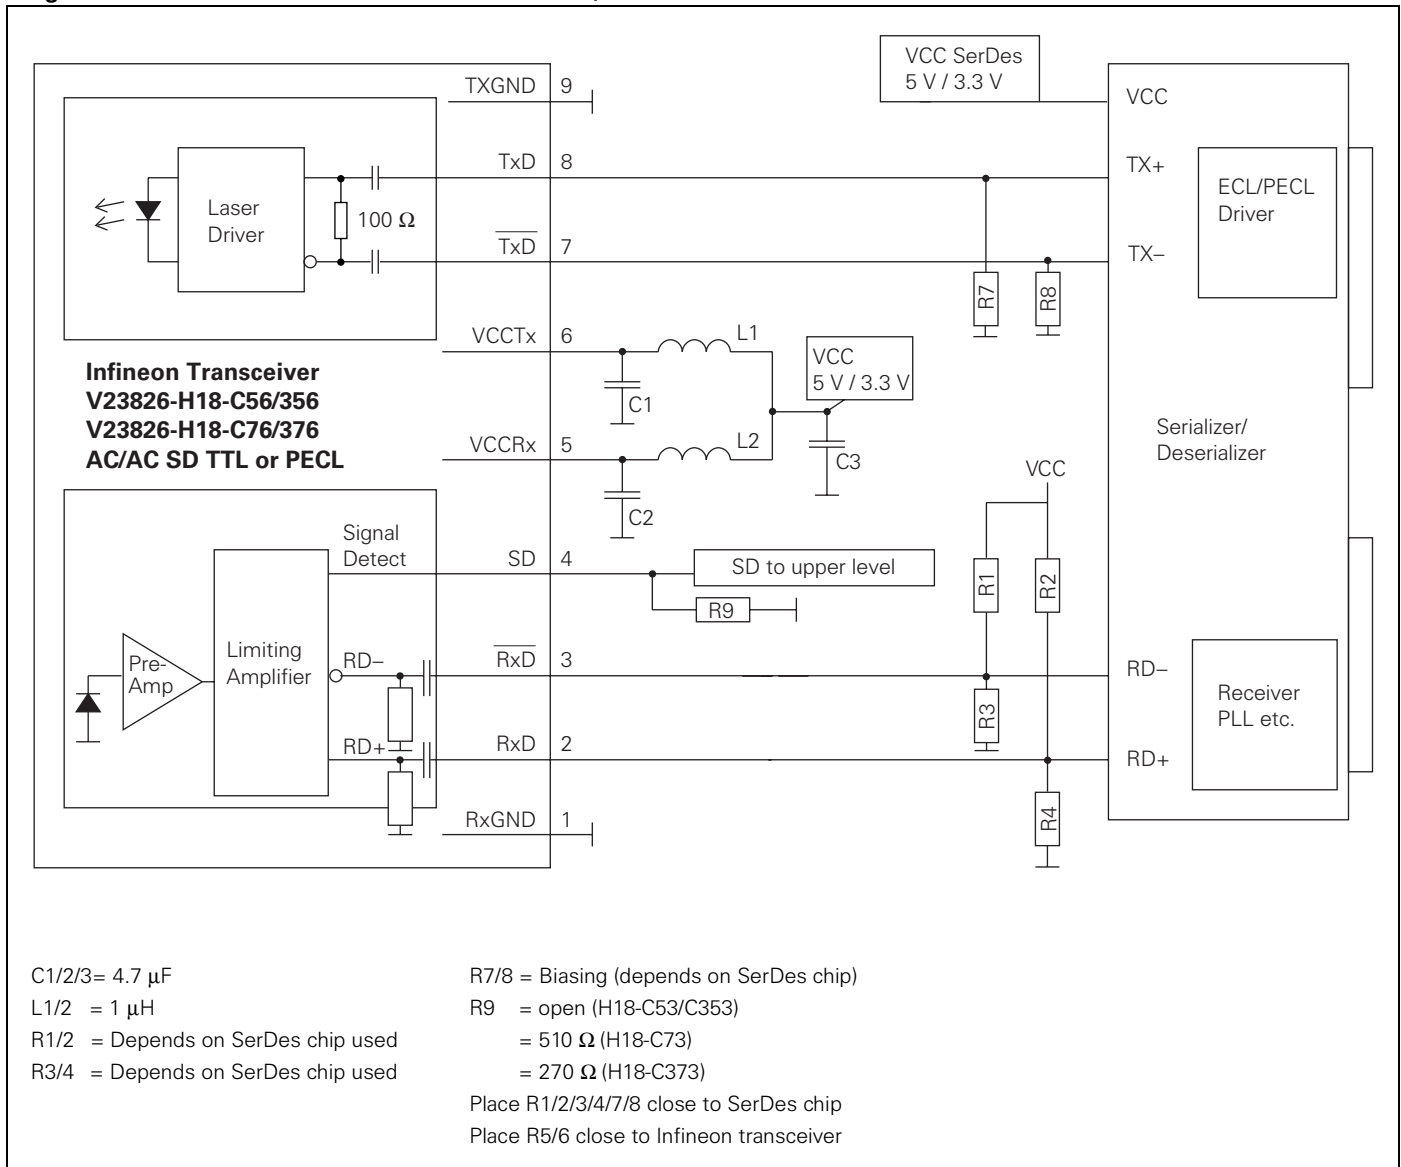 VCC SerDes
5 V / 3.3 V
TXGND 9
VCC
TxD 8
TX+
ECL/PECL
Driver
Laser
Driver
100 Ω
TxD 7
TX–
R7
R8
VCCTx 6
L1
VCC
5 V / 3.3 V
Infineon Transceiver
V23826-H18-C56/356
V23826-H18-C76/376
AC/AC SD TTL or PECL
C1
VCCRx 5
L2
C3
C2
Serializer/
Deserializer
VCC
Signal
Detect
SD 4
SD to upper level
R9
R1
R2
Pre-
Amp
Limiting
Amplifier
RD–
RxD 3
RD–
Receiver
PLL etc.
R3
RD+
RxD 2
RD+
R4
RxGND 1
C1/2/3= 4.7 µF
L1/2 = 1 µH
R1/2 = Depends on SerDes chip used
R3/4 = Depends on SerDes chip used
R7/8 = Biasing (depends on SerDes chip)
R9 = open (H18-C53/C353)
= 510 Ω (H18-C73)
= 270 Ω (H18-C373)
Place R1/2/3/4/7/8 close to SerDes chip
Place R5/6 close to Infineon transceiver